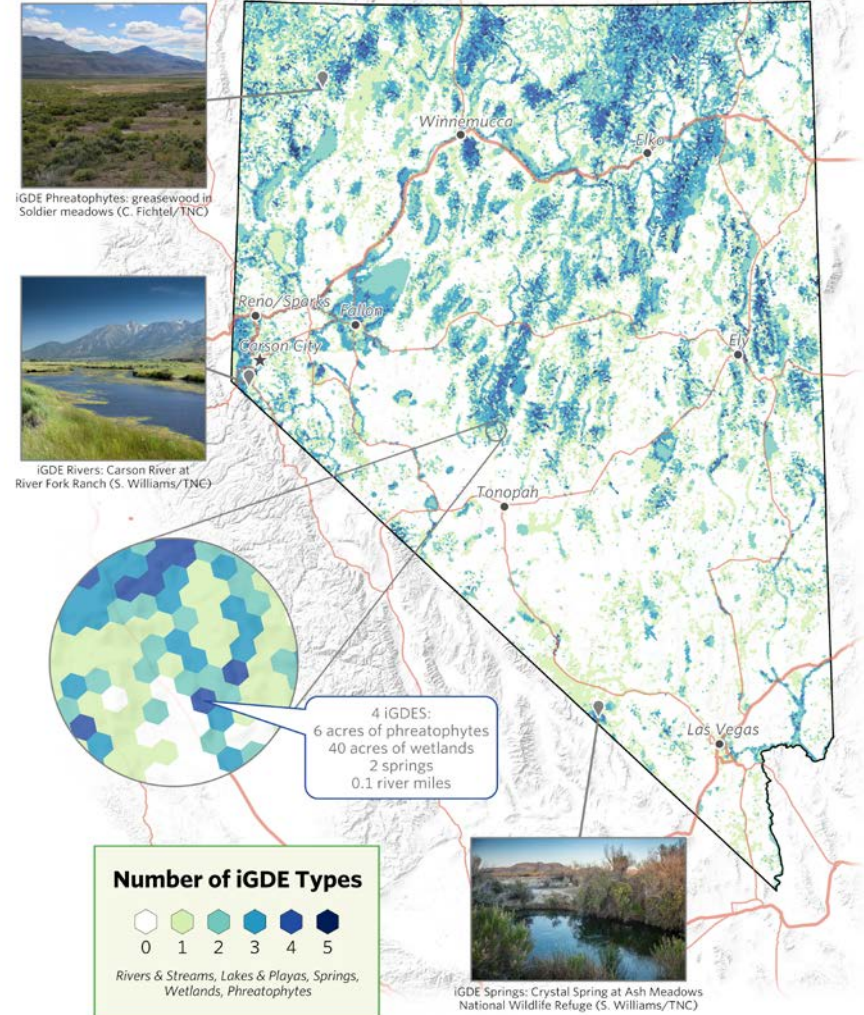 Winnemucca
Elko
iGDE Phreatophytes: greasewood in
Soldier meadows (C. Fichtel/TNC)
Reno/Sparks
Fallon
Carson City
Ely
iGDE Rivers: Carson River at
River Fork Ranch (S. Williams/TNC)
Tonopah
4 iGDES:
6 acres of phreatophytes
40 acres of wetlands
2 springs
0.1 river miles
Las Vegas
Number of iGDE Types
0 1 2 3 4 5
Rivers & Streams, Lakes & Playas, Springs,
Wetlands, Phreatophytes
iGDE Springs: Crystal Spring at Ash Meadows
National Wildlife Refuge (S. Williams/TNC)